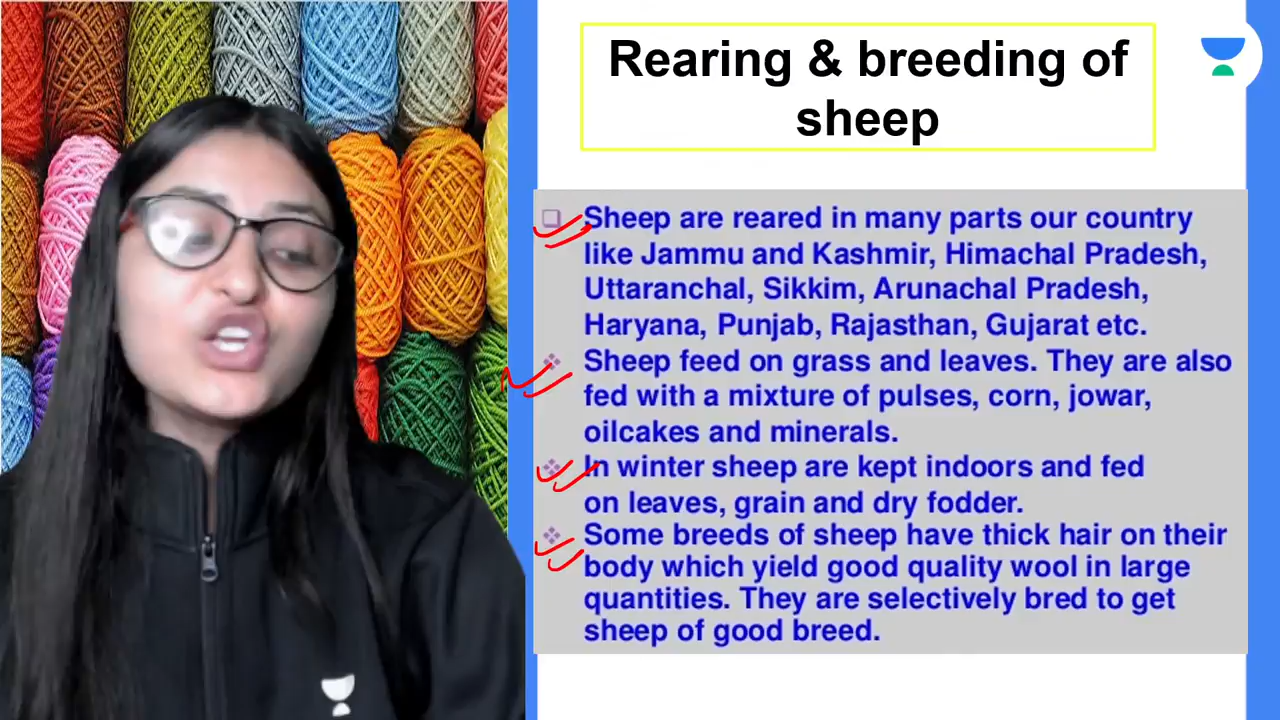 Rearing & breeding of
sheep
Sheep are reared in many parts our country
like Jammu and Kashmir, Himachal Pradesh,
Uttaranchal, Sikkim, Arunachal Pradesh,
Haryana, Punjab, Rajasthan, Gujarat etc.
Sheep feed on grass and leaves. They are also
fed with a mixture of pulses, corn, jowar,
oilcakes and minerals.
In winter sheep are kept indoors and fed
on leaves, grain and dry fodder.
Some breeds of sheep have thick hair on their
body which yield good quality wool in large
quantities. They are selectively bred to get
sheep of good breed.